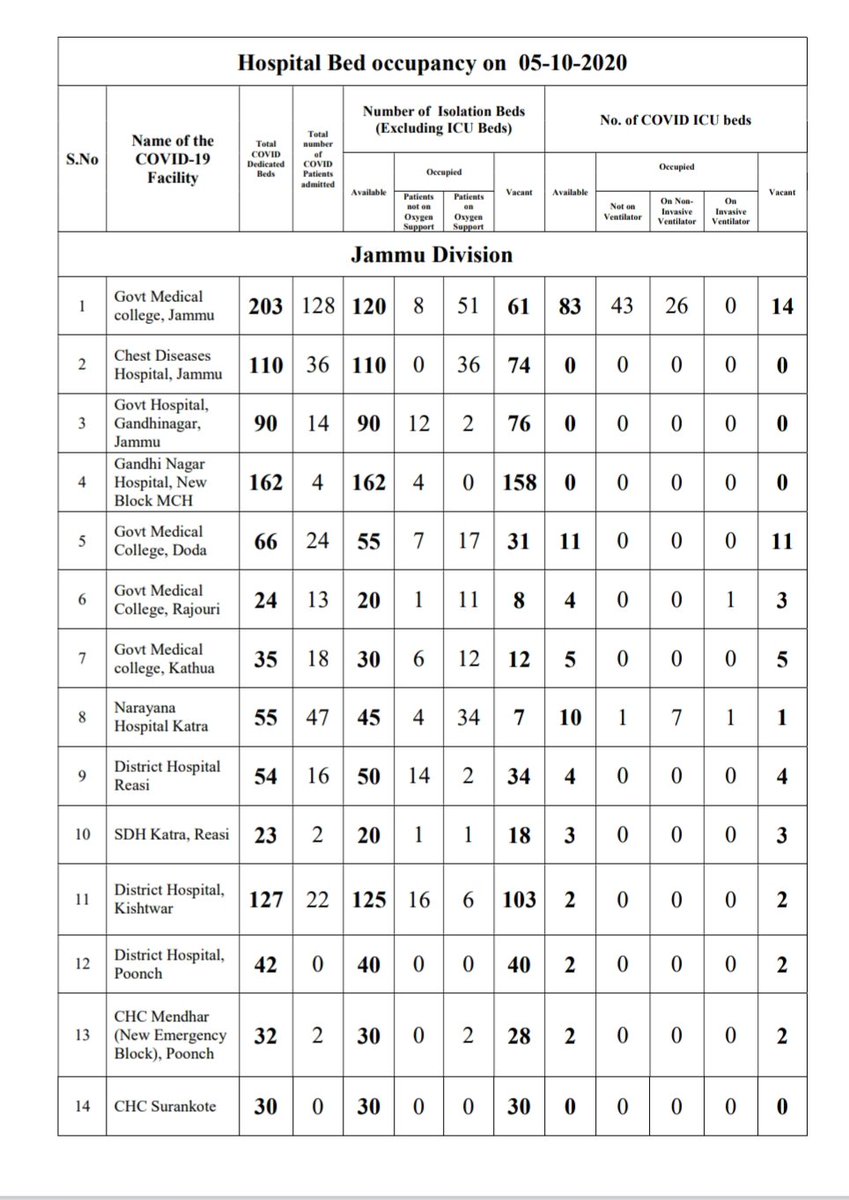 Hospital Bed occupancy on 05-10-2020
S.No
Name of the
COVID-19
Facility
Total
COVID
Dedicated
Beds
Total
number
of
COVID
Patients
admitted
Number of Isolation Beds
(Excluding ICU Beds)
No. of COVID ICU beds
Available
Occupied
Vacant
Available
Occupied
Vacant
Patients
not on
Oxygen
Support
Patients
on
Oxygen
Support
Not on
Ventilator
On Non-
Invasive
Ventilator
On
Invasive
Ventilator
Jammu Division
1
Govt Medical
college, Jammu
203 128 120 8 51 61 83 43 26 0 14
2
Chest Diseases
Hospital, Jammu
110 36 110 0 36 74 0 0 0 0 0
3
Govt Hospital,
Gandhinagar,
Jammu
90 14 90 12 2 76 0 0 0 0 0
4
Gandhi Nagar
Hospital, New
Block MCH
162 4 162 4 0 158 0 0 0 0 0
5
Govt Medical
College, Doda
66 24 55 7 17 31 11 0 0 0 11
6
Govt Medical
College, Rajouri
24 13 20 1 11 8 4 0 0 1 3
7
Govt Medical
college, Kathua
35 18 30 6 12 12 5 0 0 0 5
8
Narayana
Hospital Katra
55 47 45 4 34 7 10 1 7 1 1
9
District Hospital
Reasi
54 16 50 14 2 34 4 0 0 0 4
10
SDH Katra, Reasi
23 2 20 1 1 18 3 0 0 0 3
11
District Hospital,
Kishtwar
127 22 125 16 6 103 2 0 0 0 2
12
District Hospital,
Poonch
42 0 40 0 0 40 2 0 0 0 2
13
CHC Mendhar
(New Emergency
Block), Poonch
32 2 30 0 2 28 2 0 0 0 2
14
CHC Surankote
30 0 30 0 0 30 0 0 0 0 0